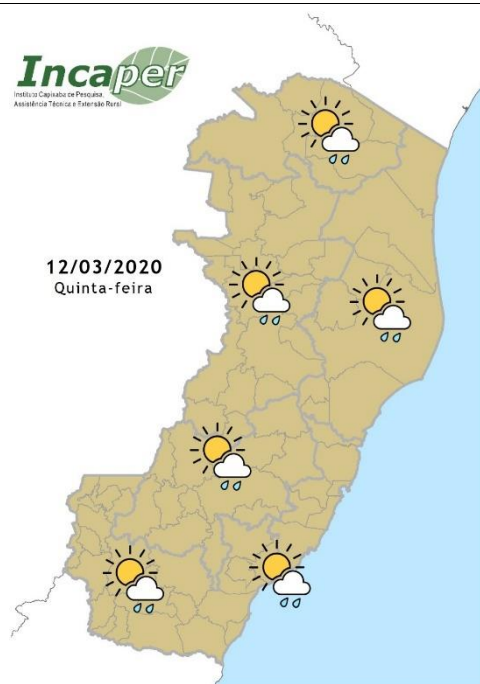 Incaper
Instituto Capixaba de Pesquisa,
Assistência Técnica e Extensão Rural
12/03/2020
Quinta-feira